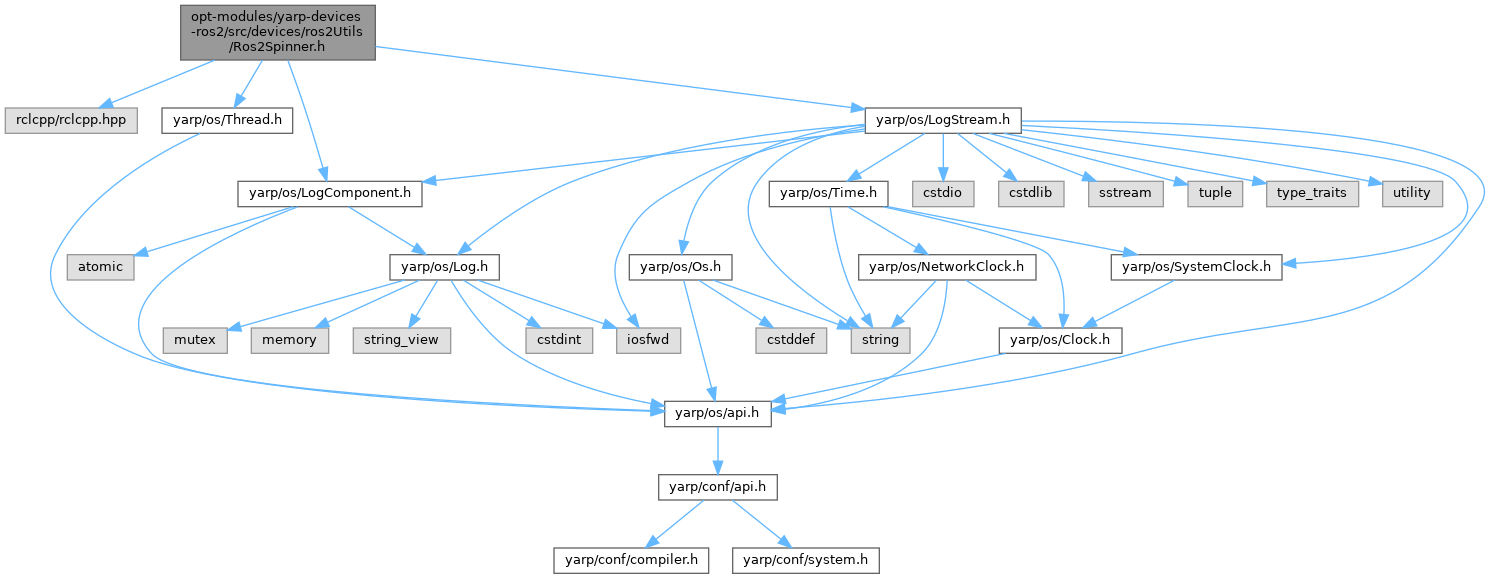 opt-modules/yarp-devices
-ros2/src/devices/ros2Utils
/Ros2Spinner.h
rclcpp/rclcpp.hpp
yarp/os/Thread.h
yarp/os/LogStream.h
yarp/os/LogComponent.h
yarp/os/Time.h
cstdio
cstdlib
sstream
tuple
type_traits
utility
atomic
yarp/os/Log.h
yarp/os/Os.h
yarp/os/NetworkClock.h
yarp/os/SystemClock.h
mutex
memory
string_view
cstdint
iosfwd
cstddef
string
yarp/os/Clock.h
yarp/os/api.h
yarp/conf/api.h
yarp/conf/compiler.h
yarp/conf/system.h